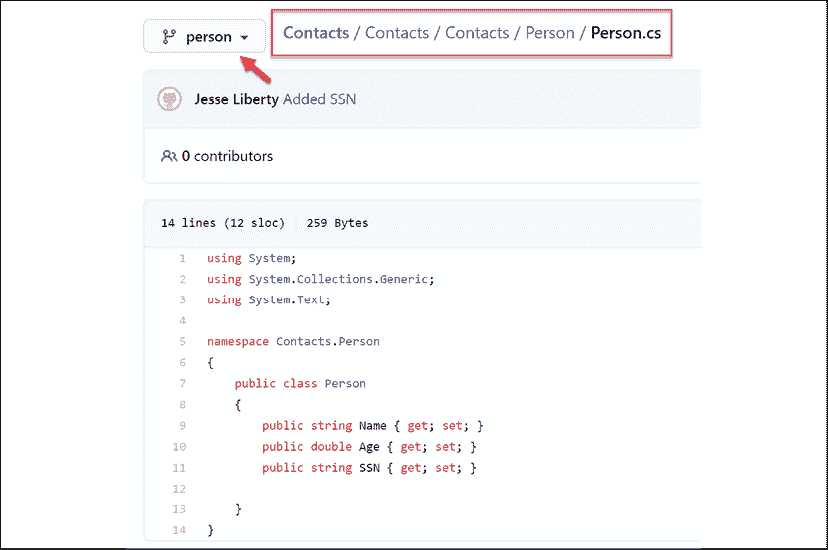 person Contacts / Contacts / Contacts / Person / Person.cs
Jesse Liberty Added SSN
0 contributors
14 lines (12 sloc) 259 Bytes
1 using System;
2 using System.Collections.Generic;
3 using System.Text;
4
5 namespace Contacts.Person
6 {
7 public class Person
8 {
9 public string Name { get; set; }
10 public double Age { get; set; }
11 public string SSN { get; set; }
12
13 }
14 }